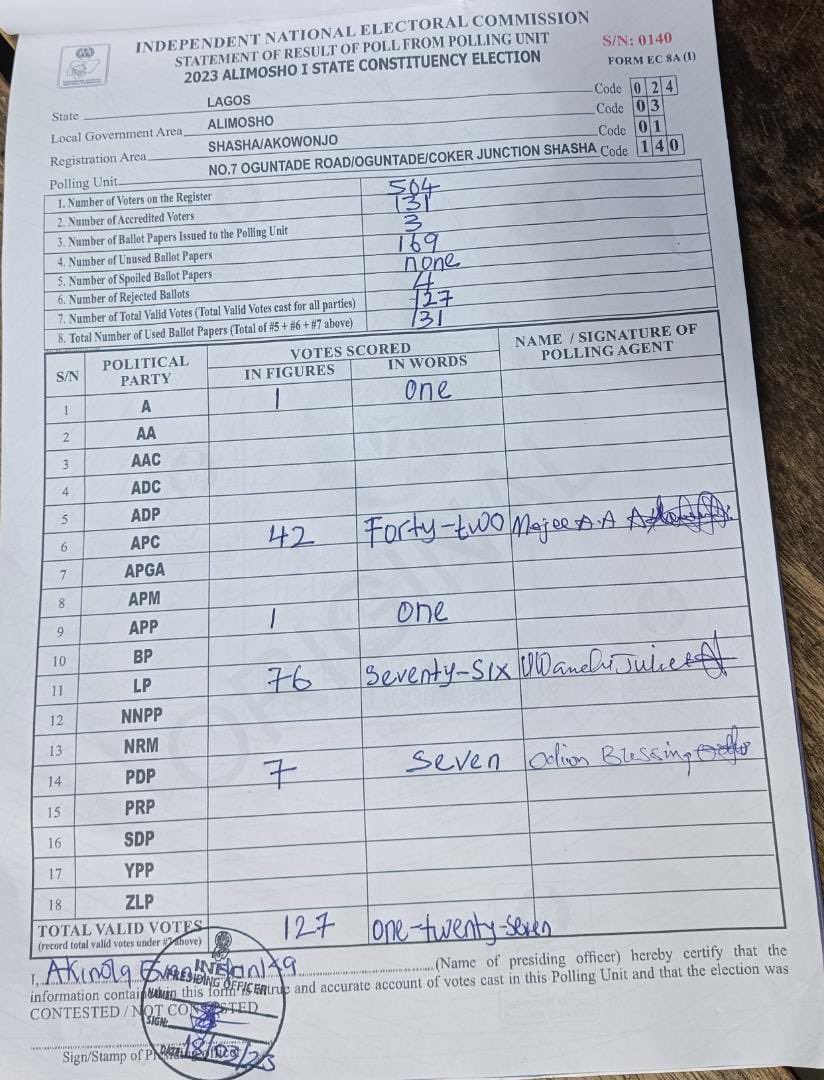 INDEPENDENT NATIONAL ELECTORAL COMMISSION
STATEMENT OF RESULT OF POLL FROM POLLING UNIT
2023 ALIMOSHO I STATE CONSTITUENCY ELECTION
S/N: 0140
FORM EC 8A (I)
State LAGOS Code 0 2 4
Local Government Area ALIMOSHO Code 0 3
Registration Area SHASHA/AKOWONJO Code 0 1
Polling Unit NO.7 OGUNTADE ROAD/OGUNTADE/COKER JUNCTION SHASHA Code 1 4 0
1. Number of Voters on the Register 504
2. Number of Accredited Voters 131
3. Number of Ballot Papers Issued to the Polling Unit 3
4. Number of Unused Ballot Papers 169
5. Number of Spoiled Ballot Papers none
6. Number of Rejected Ballots 4
7. Number of Total Valid Votes (Total Valid Votes cast for all parties) 127
8. Total Number of Used Ballot Papers (Total of #5 + #6 + #7 above) 131
S/N POLITICAL PARTY VOTES SCORED NAME / SIGNATURE OF POLLING AGENT
IN FIGURES IN WORDS
1 A 1 one
2 AA
3 AAC
4 ADC
5 ADP
6 APC 42 Forty-two Mojeed A.A
7 APGA
8 APM
9 APP 1 one
10 BP
11 LP 76 Seventy-six Juliet
12 NNPP
13 NRM
14 PDP 7 Seven Odion Blessing
15 PRP
16 SDP
17 YPP
18 ZLP
TOTAL VALID VOTES 127 one-twenty-seven
(record total valid votes under #7 above)
I, Akinola (Name of presiding officer) hereby certify that the
information contained in this form is true and accurate account of votes cast in this Polling Unit and that the election was
CONTESTED / NOT CONTESTED
Sign/Stamp of Presiding
INEC
PRESIDING OFFICER
NAME:
SIGN:
DATE: 18/03/23
ORIGINAL